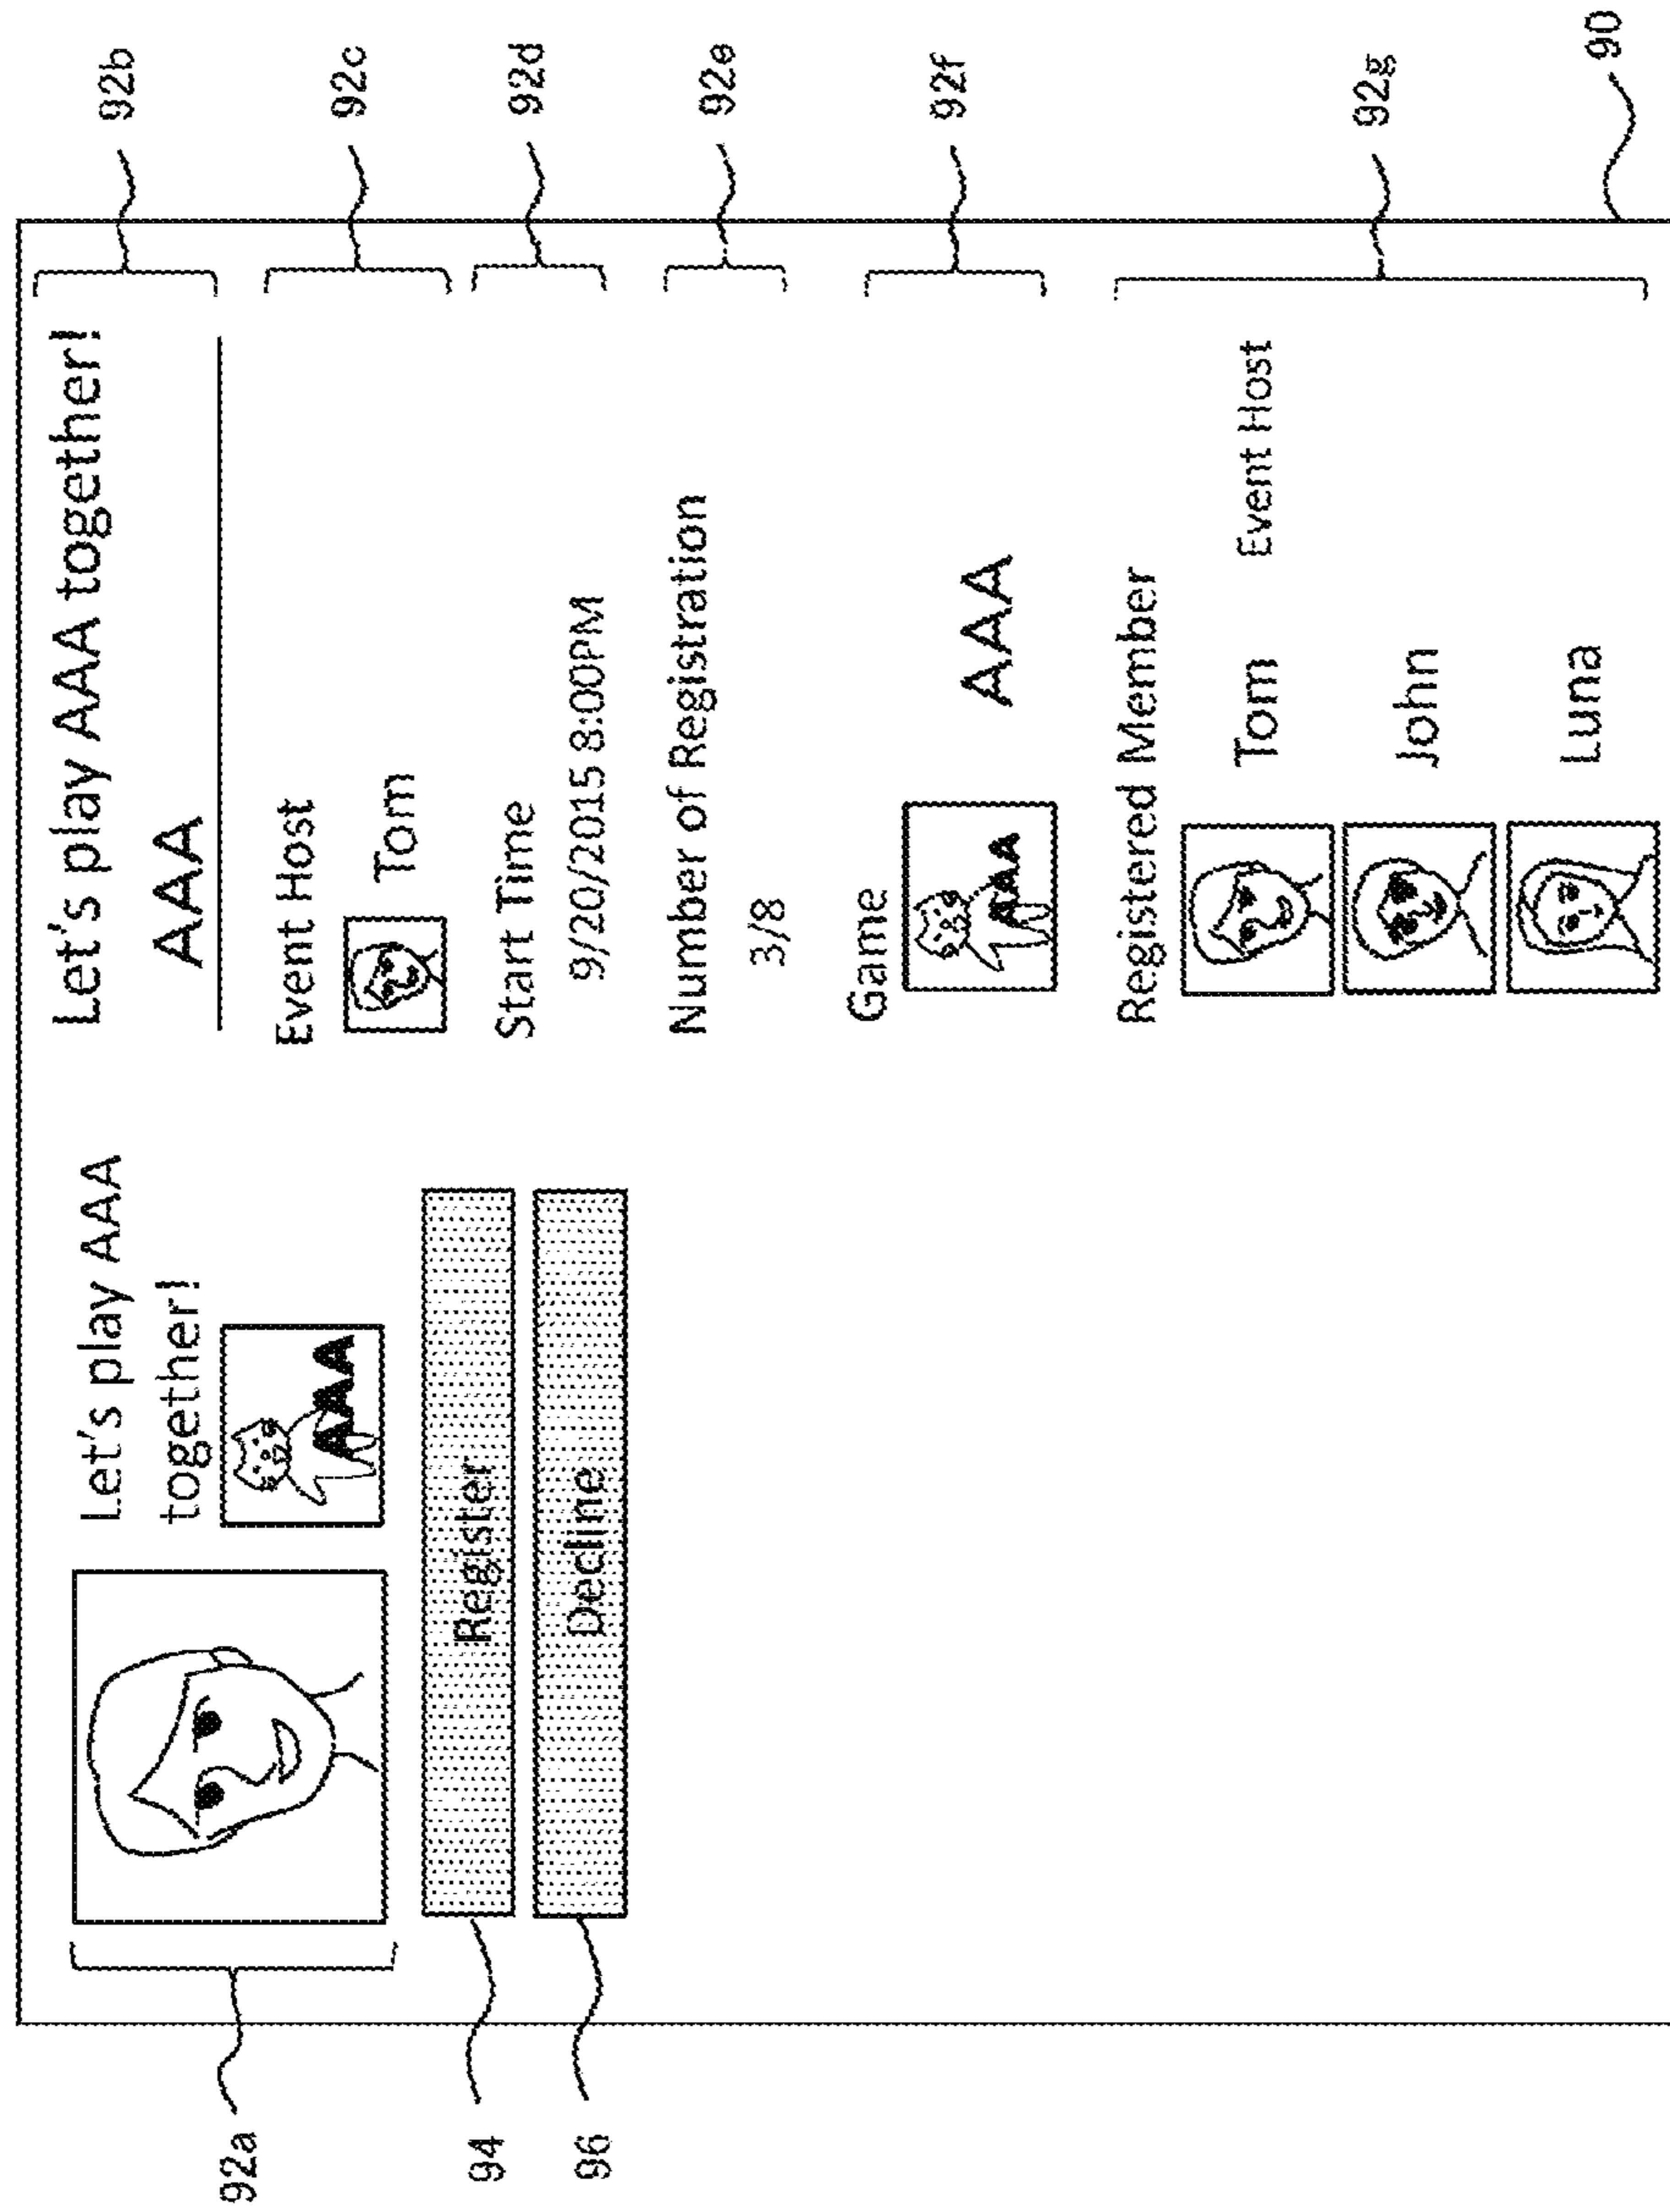 Let's play AAA
together!
AAA
Register
Decline
Let's play AAA together!
AAA
Event Host
Tom
Start Time
9/20/2015 8:00PM
Number of Registration
3/8
Game
AAA
AAA
Registered Member
Tom Event Host
John
Luna
92a
94
96
92b
92c
92d
92e
92f
92g
90